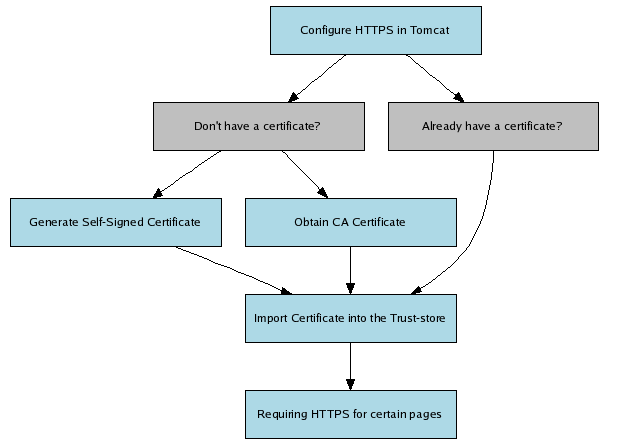 Configure HTTPS in Tomcat
Don't have a certificate?
Already have a certificate?
Generate Self-Signed Certificate
Obtain CA Certificate
Import Certificate into the Trust-store
Requiring HTTPS for certain pages